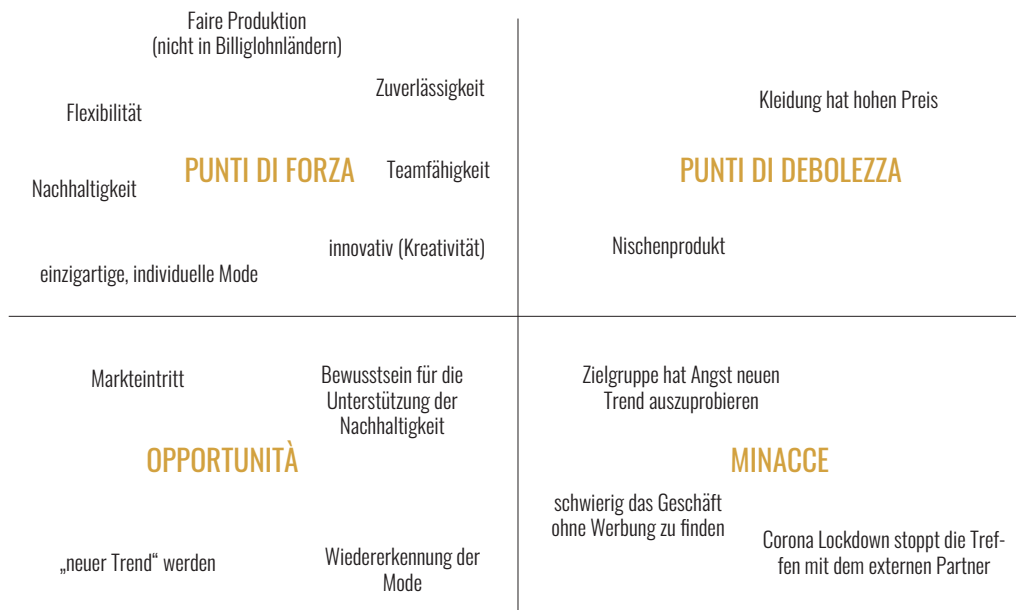 Faire Produktion
(nicht in Billiglohnländern)
Zuverlässigkeit
Flexibilität
PUNTI DI FORZA
Teamfähigkeit
Nachhaltigkeit
innovativ (Kreativität)
einzigartige, individuelle Mode
Kleidung hat hohen Preis
PUNTI DI DEBOLEZZA
Nischenprodukt
Markteintritt
Bewusstsein für die
Unterstützung der
Nachhaltigkeit
OPPORTUNITÀ
„neuer Trend“ werden
Wiedererkennung der
Mode
Zielgruppe hat Angst neuen
Trend auszuprobieren
MINACCE
schwierig das Geschäft
ohne Werbung zu finden
Corona Lockdown stoppt die Tref-
fen mit dem externen Partner